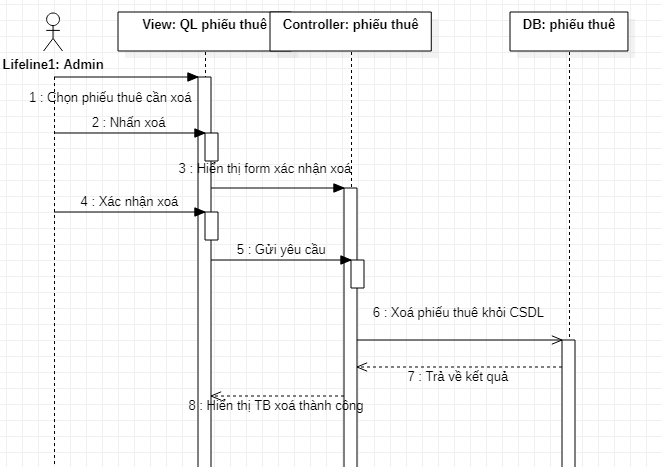 View: QL phiếu thuê
Controller: phiếu thuê
DB: phiếu thuê
Lifeline1: Admin
1 : Chọn phiếu thuê cần xoá
2 : Nhấn xoá
3 : Hiển thị form xác nhận xoá
4 : Xác nhận xoá
5 : Gửi yêu cầu
6 : Xoá phiếu thuê khỏi CSDL
7 : Trả về kết quả
8 : Hiển thị TB xoá thành công